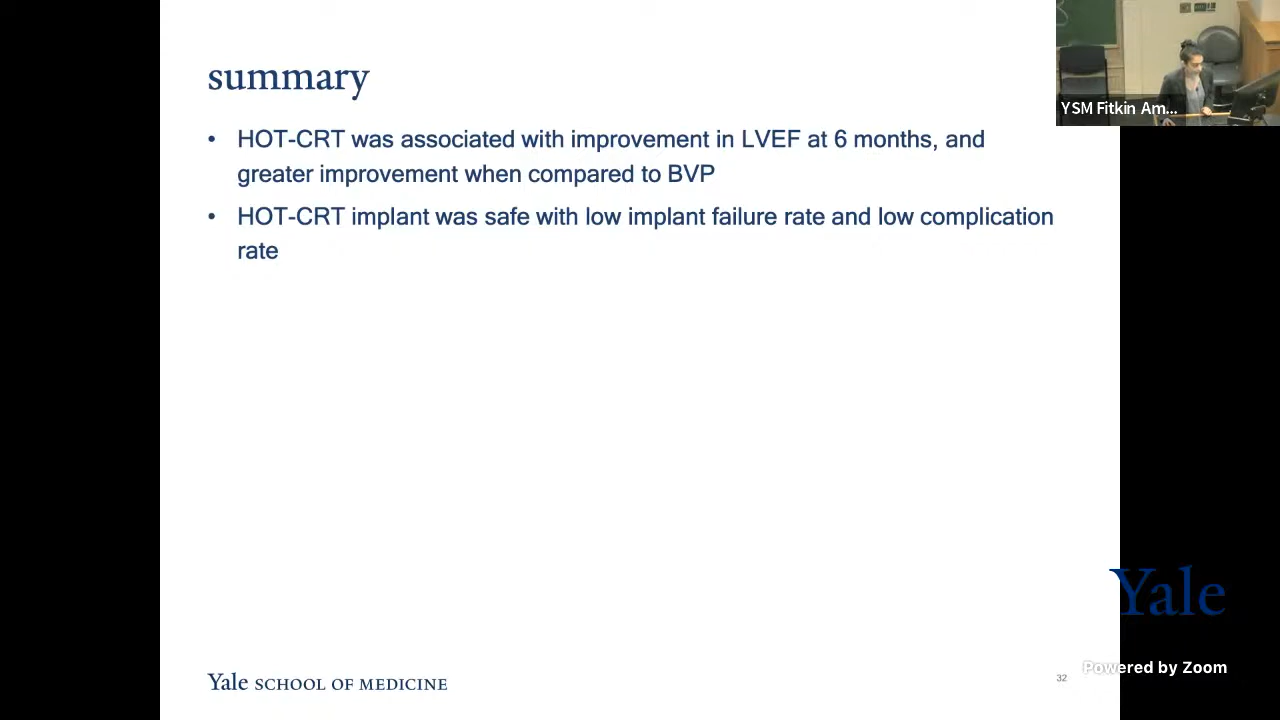 summary
• HOT-CRT was associated with improvement in LVEF at 6 months, and
greater improvement when compared to BVP
• HOT-CRT implant was safe with low implant failure rate and low complication
rate
YSM Fitkin Am...
Yale
Powered by Zoom
Yale SCHOOL OF MEDICINE
32